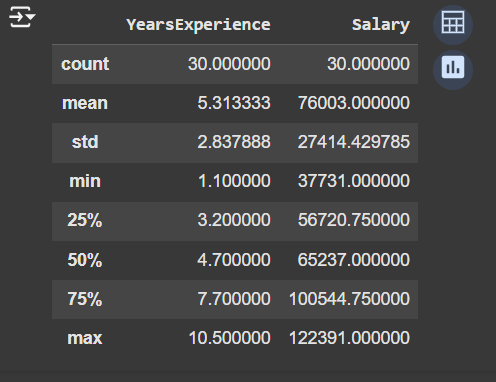 YearsExperience Salary
count 30.000000 30.000000
mean 5.313333 76003.000000
std 2.837888 27414.429785
min 1.100000 37731.000000
25% 3.200000 56720.750000
50% 4.700000 65237.000000
75% 7.700000 100544.750000
max 10.500000 122391.000000